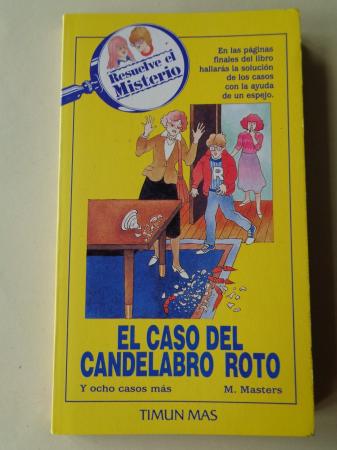 Resuelve el
Misterio
En las páginas
finales del libro
hallarás la solución
de los casos
con la ayuda
de un espejo.
R
EL CASO DEL
CANDELABRO ROTO
Y ocho casos más
M. Masters
TIMUN MAS